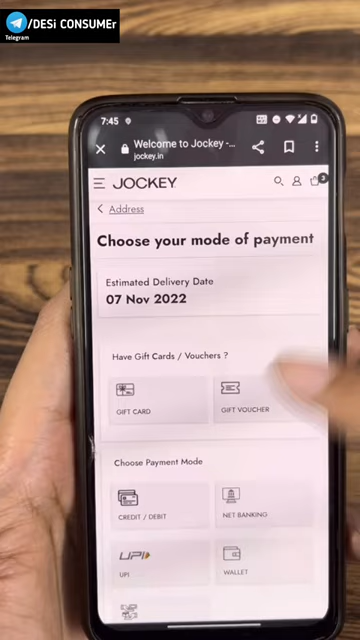 /DESi CONSUMEr
Telegram
7:45
Welcome to Jockey -...
jockey.in
JOCKEY
3
Address
Choose your mode of payment
Estimated Delivery Date
07 Nov 2022
Have Gift Cards / Vouchers ?
GIFT CARD
GIFT VOUCHER
Choose Payment Mode
CREDIT / DEBIT
NET BANKING
UPI
UPI
WALLET